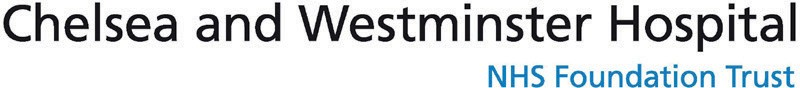 Chelsea and Westminster Hospital
NHS Foundation Trust